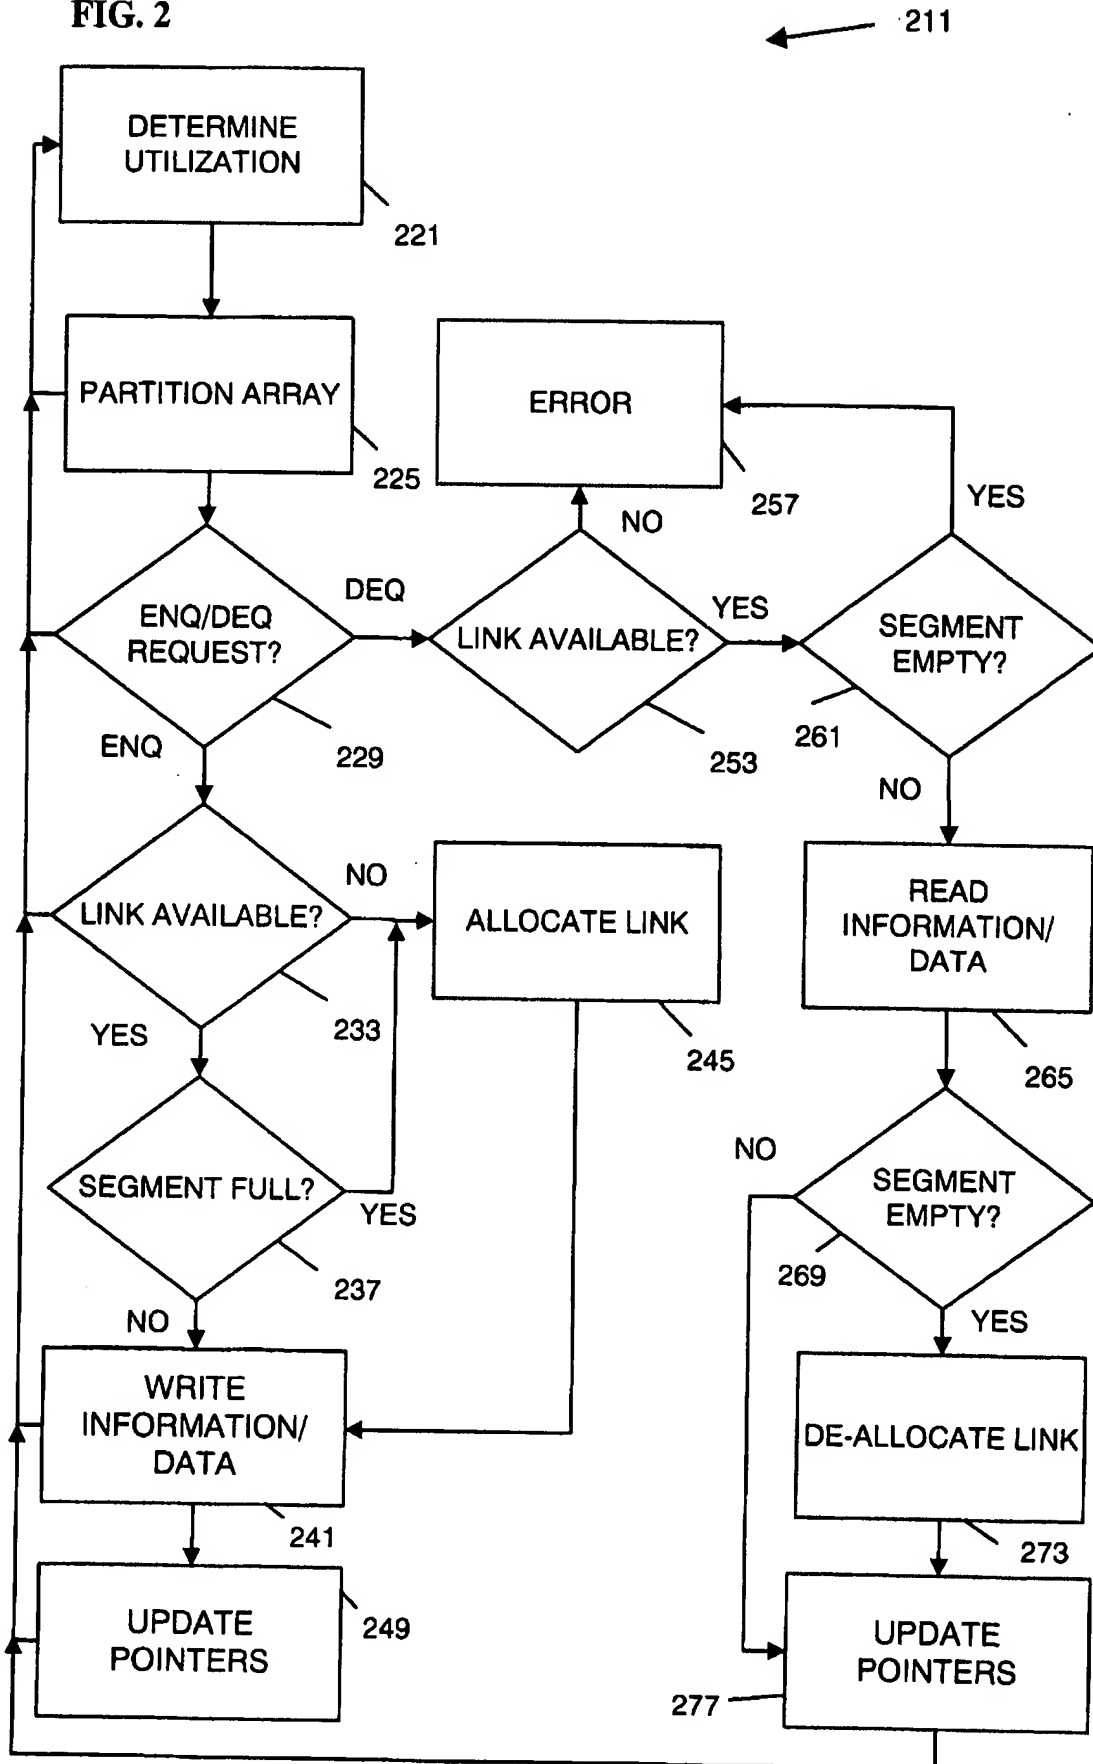 FIG. 2
211
DETERMINE
UTILIZATION
221
PARTITION ARRAY
225
ERROR
257
YES
NO
DEQ
ENQ/DEQ
REQUEST?
229
ENQ
LINK AVAILABLE?
253
YES
SEGMENT
EMPTY?
261
NO
LINK AVAILABLE?
233
NO
YES
ALLOCATE LINK
245
READ
INFORMATION/
DATA
265
SEGMENT FULL?
237
YES
NO
NO
SEGMENT
EMPTY?
269
YES
WRITE
INFORMATION/
DATA
241
DE-ALLOCATE LINK
273
UPDATE
POINTERS
249
UPDATE
POINTERS
277